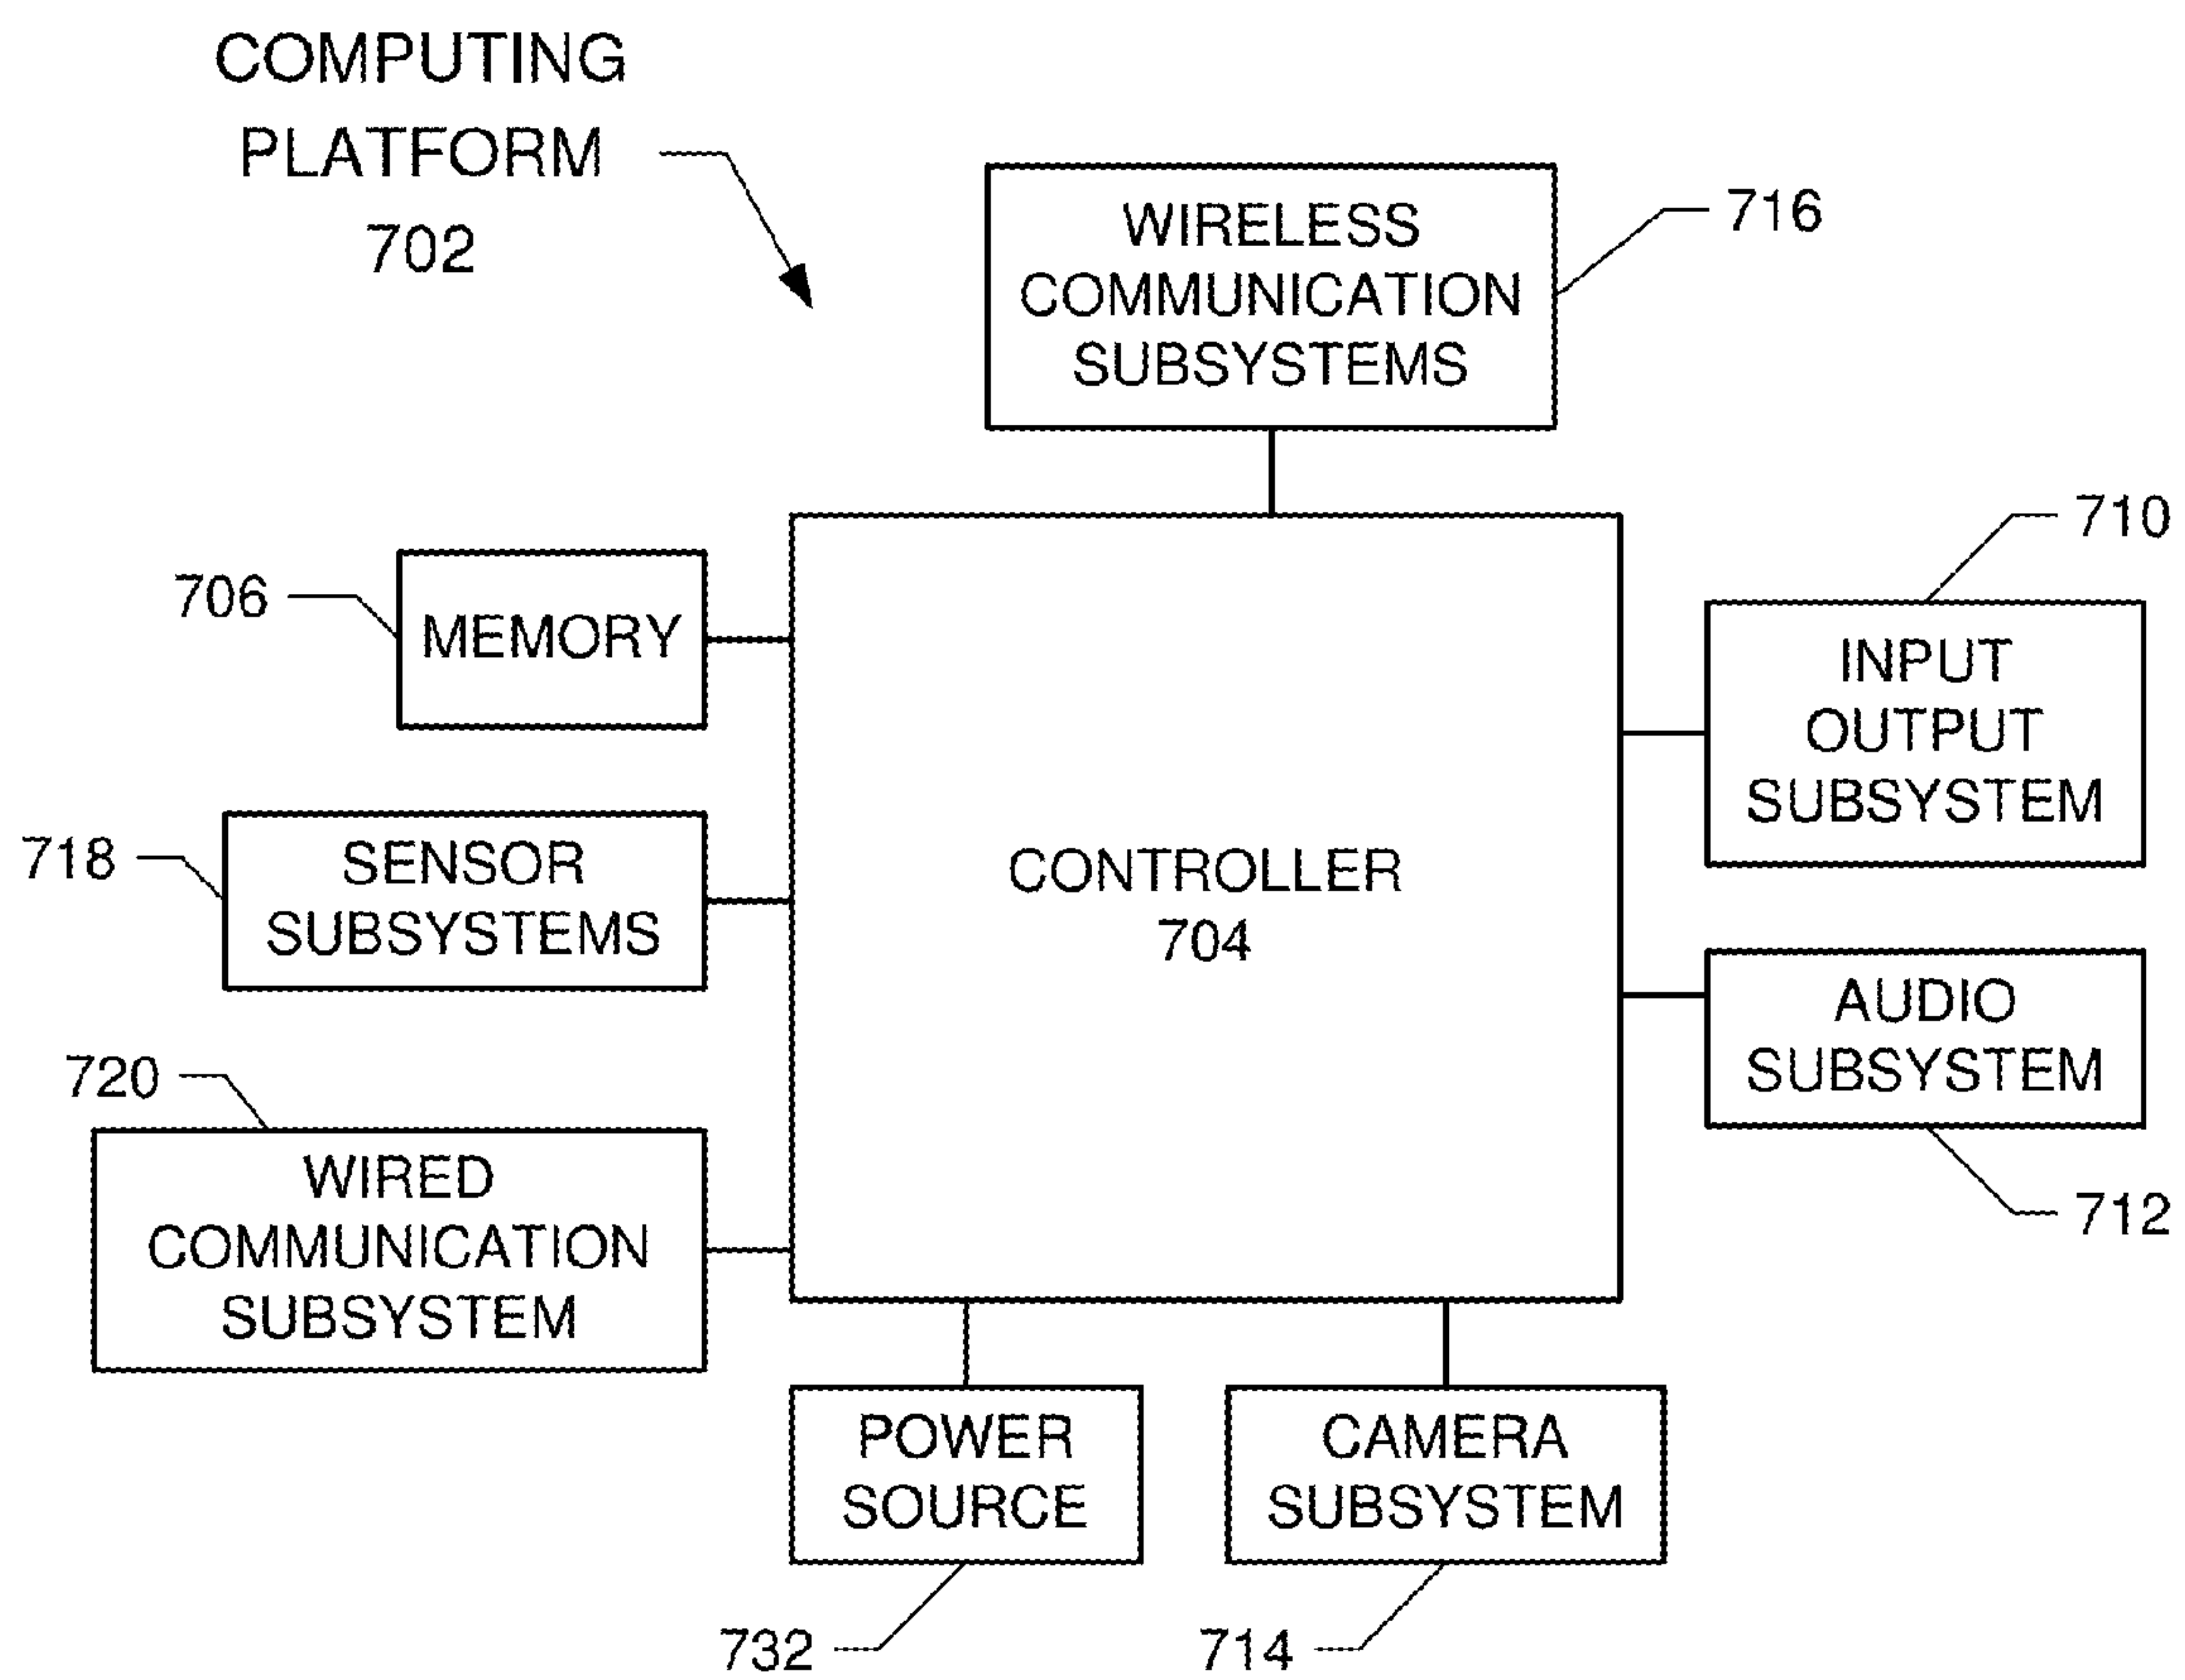 COMPUTING
PLATFORM
702
WIRELESS
COMMUNICATION
SUBSYSTEMS
716
710
706
MEMORY
INPUT
OUTPUT
SUBSYSTEM
718
SENSOR
SUBSYSTEMS
CONTROLLER
704
AUDIO
SUBSYSTEM
712
720
WIRED
COMMUNICATION
SUBSYSTEM
POWER
SOURCE
732
CAMERA
SUBSYSTEM
714